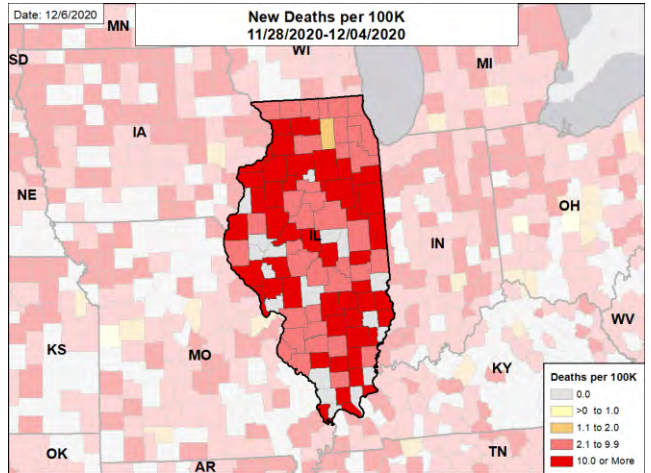 Date: 12/6/2020
New Deaths per 100K
11/28/2020-12/04/2020
MN
WI
SD
MI
IA
NE
OH
IL
IN
WV
KS
MO
KY
OK
AR
TN
Deaths per 100K
0.0
>0 to 1.0
1.1 to 2.0
2.1 to 9.9
10.0 or More